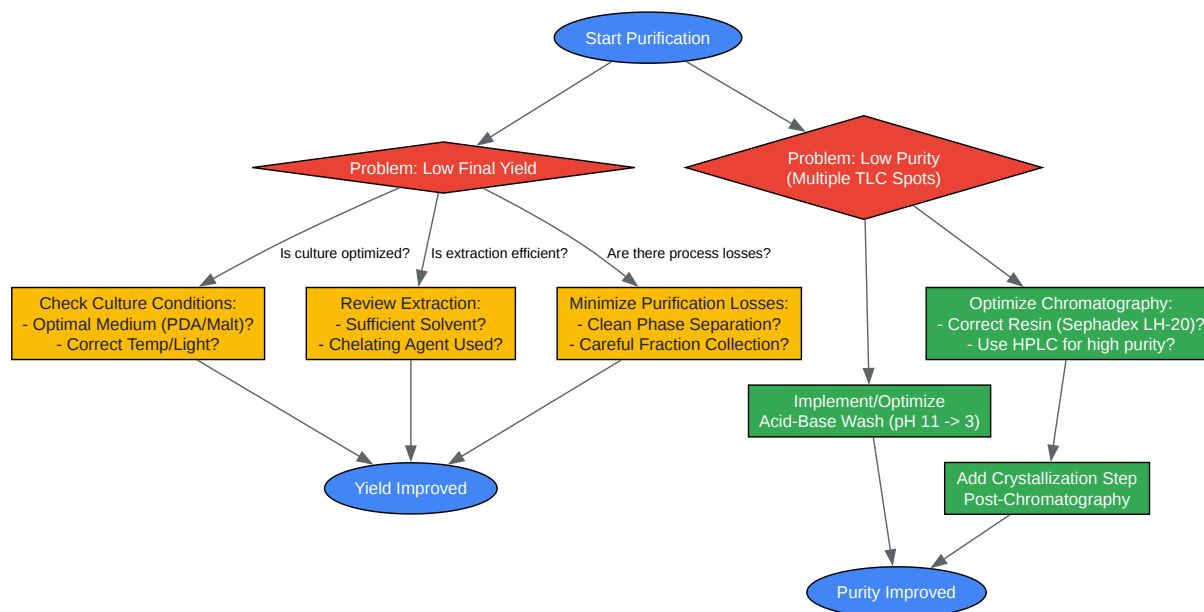 Start Purification
Problem: Low Final Yield
Problem: Low Purity
(Multiple TLC Spots)
Is culture optimized?
Is extraction efficient?
Are there process losses?
Check Culture Conditions:
- Optimal Medium (PDA/Malt)?
- Correct Temp/Light?
Review Extraction:
- Sufficient Solvent?
- Chelating Agent Used?
Minimize Purification Losses:
- Clean Phase Separation?
- Careful Fraction Collection?
Optimize Chromatography:
- Correct Resin (Sephadex LH-20)?
- Use HPLC for high purity?
Implement/Optimize
Acid-Base Wash (pH 11 -> 3)
Yield Improved
Add Crystallization Step
Post-Chromatography
Purity Improved